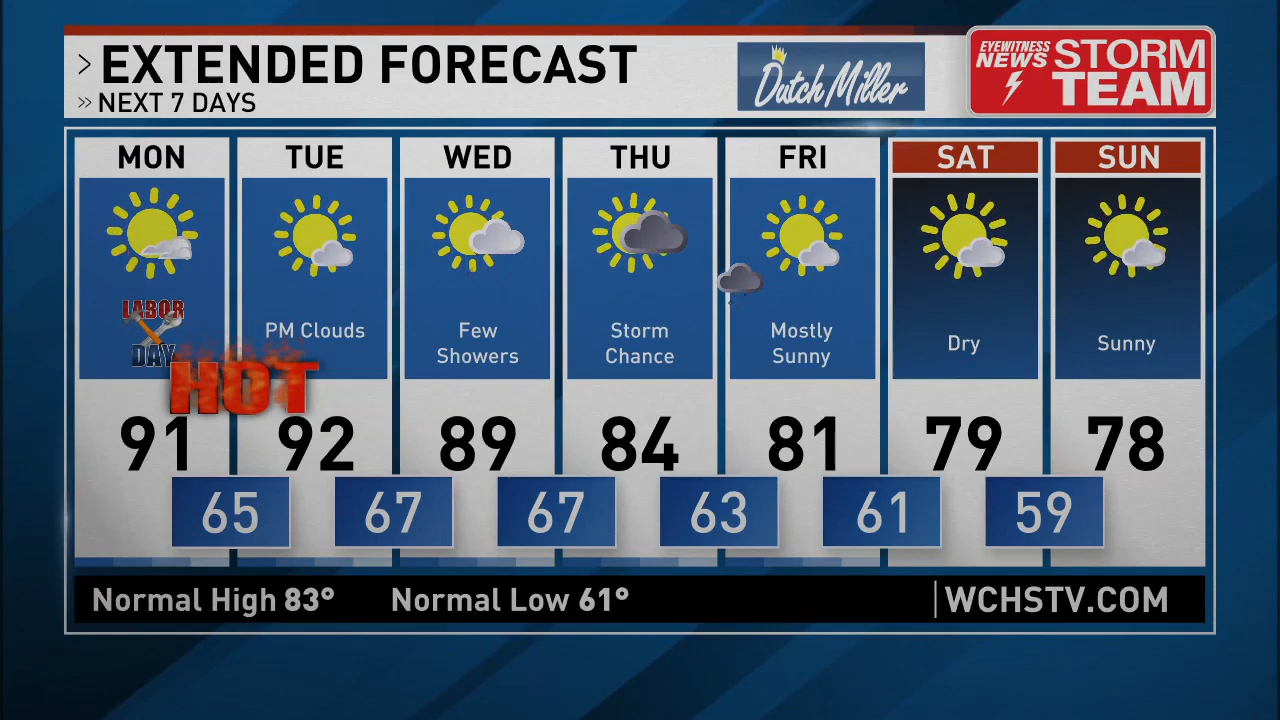 > EXTENDED FORECAST
» NEXT 7 DAYS
Dutch Miller
EYEWITNESS NEWS
STORM TEAM
MON
TUE
WED
THU
FRI
SAT
SUN
LABOR
DAY
HOT
PM Clouds
Few
Showers
Storm
Chance
Mostly
Sunny
Dry
Sunny
91
92
89
84
81
79
78
65
67
67
63
61
59
Normal High 83° Normal Low 61°
WCHSTV.COM